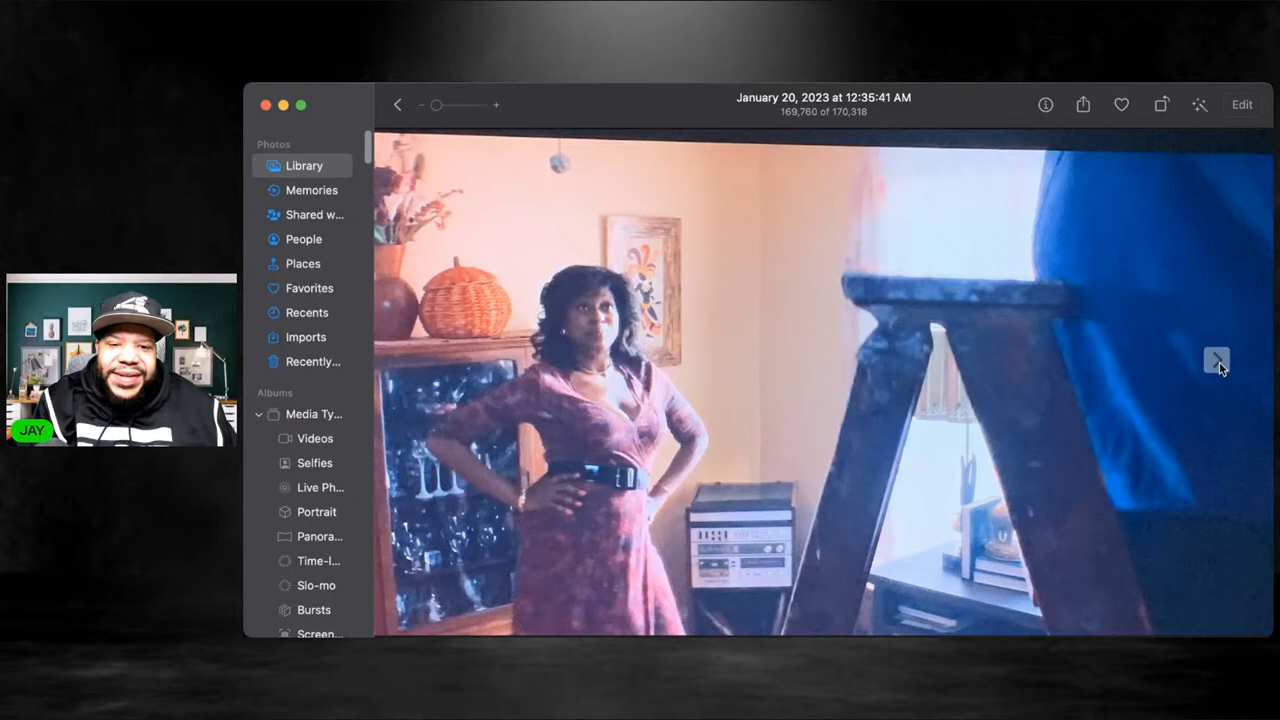 January 20, 2023 at 12:35:41 AM
169,760 of 170,318
Edit
Photos
Library
Memories
Shared w...
People
Places
Favorites
Recents
Imports
Recently...
Albums
Media Ty...
Videos
Selfies
Live Ph...
Portrait
Panora...
Time-l...
Slo-mo
Bursts
Screen...
JAY